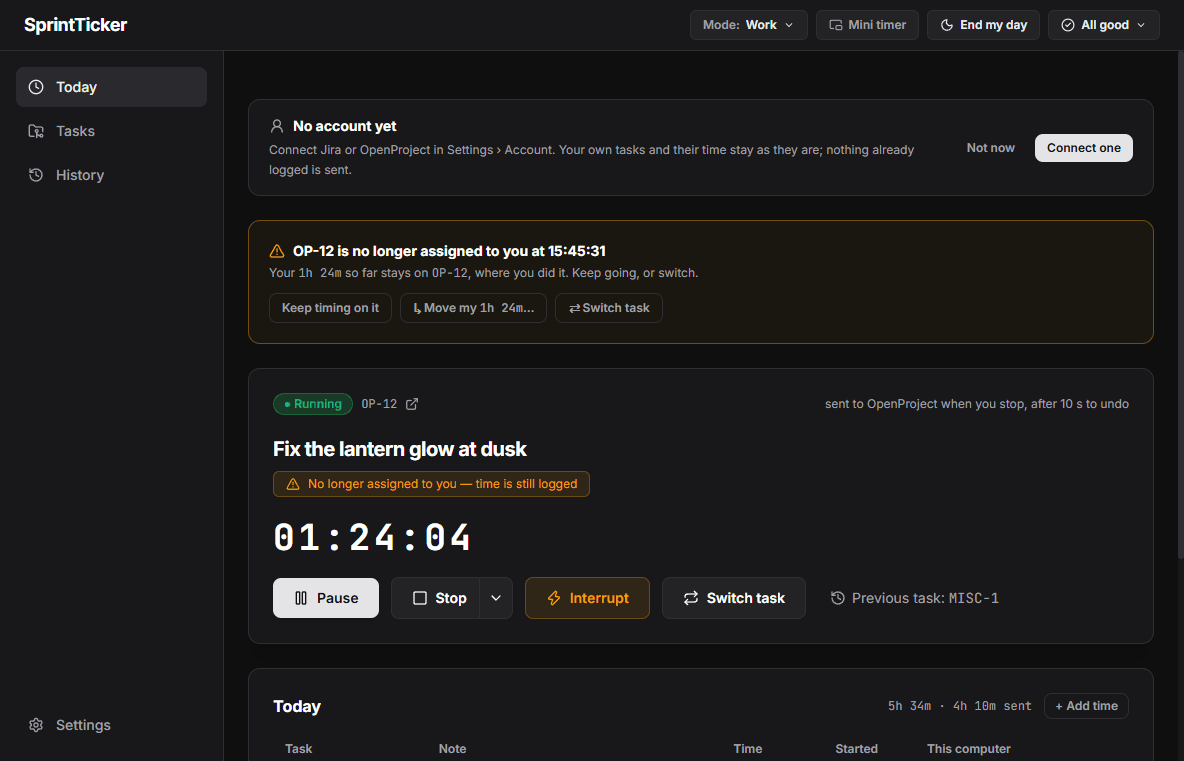 SprintTicker
Mode: Work
Mini timer
End my day
All good
Today
Tasks
History
Settings
No account yet
Connect Jira or OpenProject in Settings › Account. Your own tasks and their time stay as they are; nothing already
logged is sent.
Not now
Connect one
OP-12 is no longer assigned to you at 15:45:31
Your 1h 24m so far stays on OP-12, where you did it. Keep going, or switch.
Keep timing on it
Move my 1h 24m…
Switch task
Running
OP-12
sent to OpenProject when you stop, after 10 s to undo
Fix the lantern glow at dusk
No longer assigned to you — time is still logged
01:24:04
Pause
Stop
Interrupt
Switch task
Previous task: MISC-1
Today
5h 34m · 4h 10m sent
+ Add time
Task
Note
Time
Started
This computer